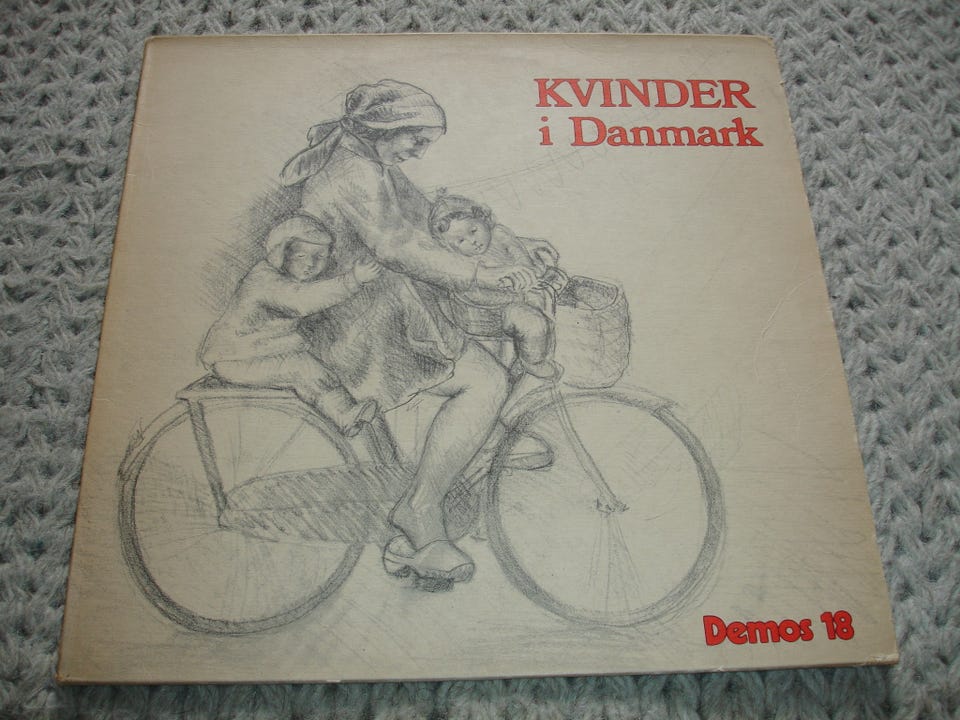 KVINDER
i Danmark
Demos 18